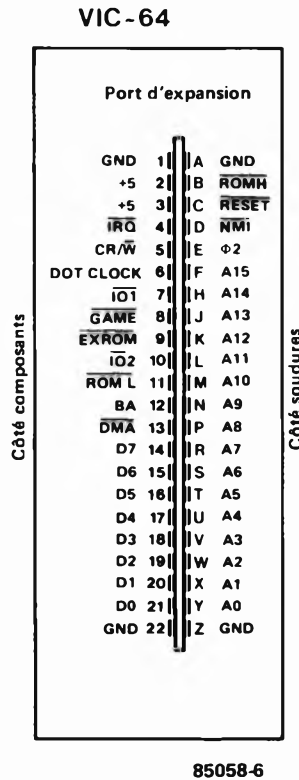 VIC-64
Port d'expansion
GND 1 A GND
+5 2 B ROMH
+5 3 C RESET
IRQ 4 D NMI
CR/W 5 E Φ2
DOT CLOCK 6 F A15
IO1 7 H A14
GAME 8 J A13
EXROM 9 K A12
IO2 10 L A11
ROM L 11 M A10
BA 12 N A9
DMA 13 P A8
D7 14 R A7
D6 15 S A6
D5 16 T A5
D4 17 U A4
D3 18 V A3
D2 19 W A2
D1 20 X A1
D0 21 Y A0
GND 22 Z GND
Côté composants
Côté soudures
85058-6